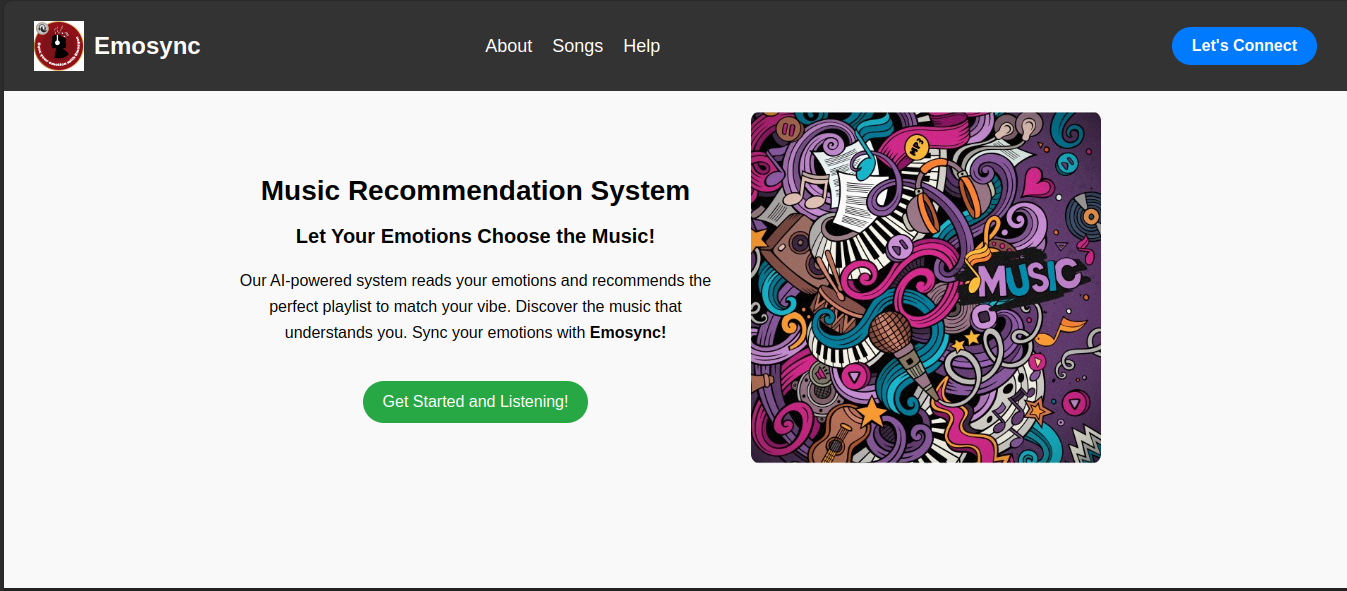 Emosync
About
Songs
Help
Let's Connect
Music Recommendation System
Let Your Emotions Choose the Music!
Our AI-powered system reads your emotions and recommends the
perfect playlist to match your vibe. Discover the music that
understands you. Sync your emotions with Emosync!
Get Started and Listening!
MP3
MUSIC